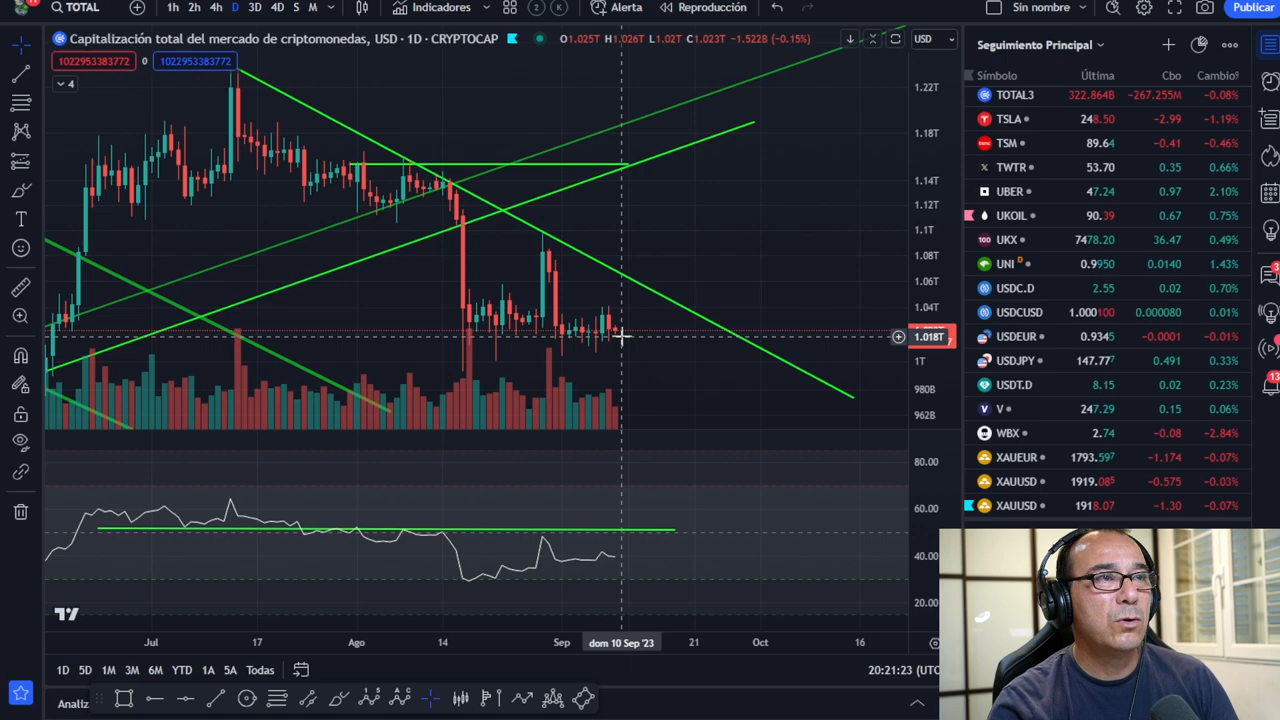 TOTAL 1h 2h 4h D 3D 4D S M Indicadores 2 K Alerta Reproducción Sin nombre Publicar
Capitalización total del mercado de criptomonedas, USD · 1D · CRYPTOCAP O1.025T H1.026T L1.02T C1.023T −1.522B (−0.15%) USD
1022953383772 0 1022953383772
4
1.22T
1.18T
1.14T
1.12T
1.1T
1.08T
1.06T
1.04T
1.018T
1T
980B
962B
80.00
60.00
40.00
20.00
Jul 17 Ago 14 Sep dom 10 Sep '23 21 Oct 16
1D 5D 1M 3M 6M YTD 1A 5A Todas 20:21:23 (UTC
Analiz
Seguimiento Principal
Símbolo Última Cbo Cambio%
TOTAL3 322.864B −267.255M −0.08%
TSLA 248.50 −2.99 −1.19%
TSM 89.64 −0.41 −0.46%
TWTR 53.70 0.35 0.66%
UBER 47.24 0.97 2.10%
UKOIL 90.39 0.67 0.75%
UKX 7478.20 36.47 0.49%
UNI D 0.9950 0.0140 1.43%
USDC.D 2.55 0.02 0.70%
USDCUSD 1.000100 0.000080 0.01%
USDEUR 0.9345 −0.0001 −0.01%
USDJPY 147.777 0.491 0.33%
USDT.D 8.15 0.02 0.23%
V 247.29 0.15 0.06%
WBX 2.74 −0.08 −2.84%
XAUEUR 1793.597 −1.174 −0.07%
XAUUSD 1919.085 −0.575 −0.03%
XAUUSD 1918.07 −1.30 −0.07%